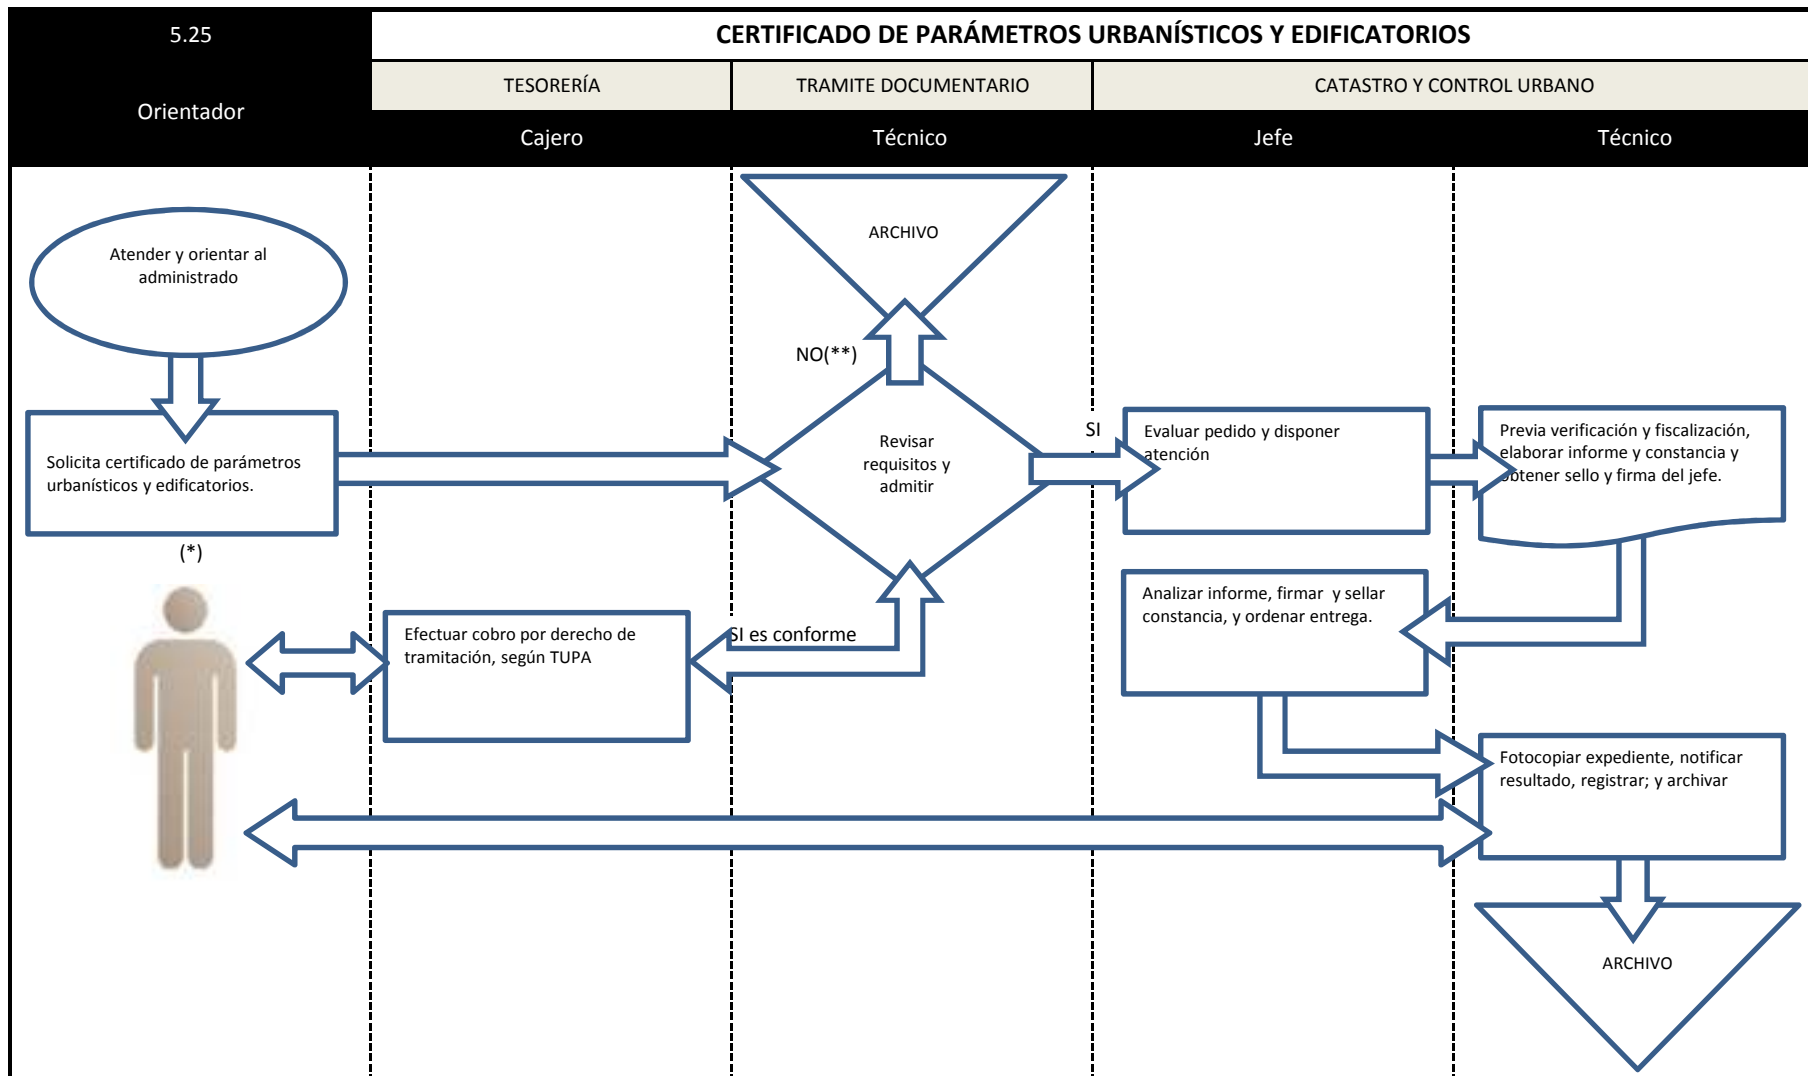 5.25
CERTIFICADO DE PARÁMETROS URBANÍSTICOS Y EDIFICATORIOS
Orientador
TESORERÍA
TRAMITE DOCUMENTARIO
CATASTRO Y CONTROL URBANO
Cajero
Técnico
Jefe
Técnico
Atender y orientar al
administrado
ARCHIVO
NO(**)
Solicita certificado de parámetros
urbanísticos y edificatorios.
(*)
Revisar
requisitos y
admitir
SI
Evaluar pedido y disponer
atención
Previa verificación y fiscalización,
elaborar informe y constancia y
obtener sello y firma del jefe.
Efectuar cobro por derecho de
tramitación, según TUPA
SI es conforme
Analizar informe, firmar  y sellar
constancia, y ordenar entrega.
Fotocopiar expediente, notificar
resultado, registrar; y archivar
ARCHIVO